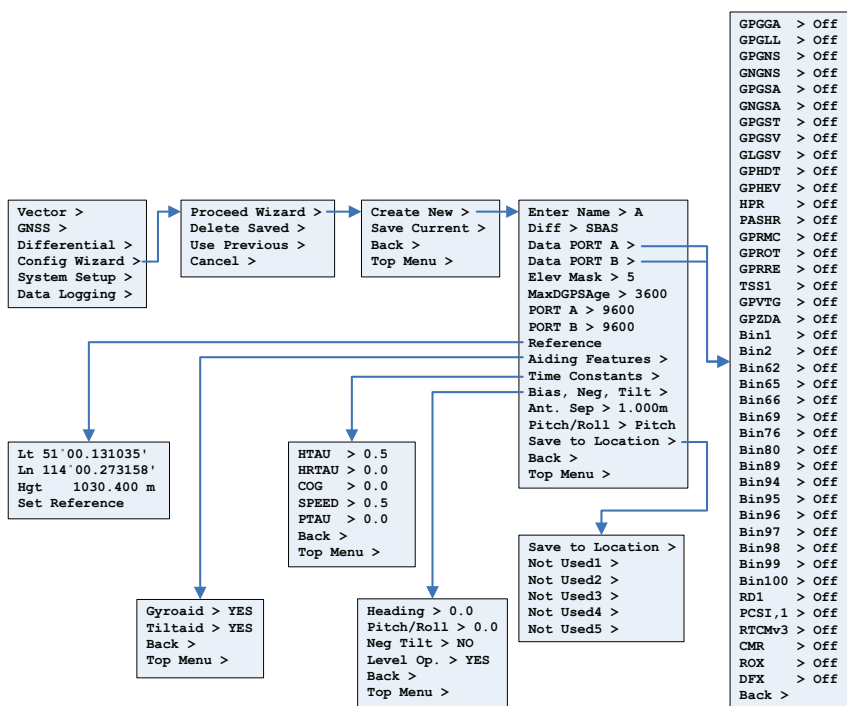 Vector >
GNSS >
Differential >
Config Wizard >
System Setup >
Data Logging >
Proceed Wizard >
Delete Saved >
Use Previous >
Cancel >
Create New >
Save Current >
Back >
Top Menu >
Enter Name > A
Diff > SBAS
Data PORT A >
Data PORT B >
Elev Mask > 5
MaxDGPSAge > 3600
PORT A > 9600
PORT B > 9600
Reference
Aiding Features >
Time Constants >
Bias, Neg, Tilt >
Ant. Sep > 1.000m
Pitch/Roll > Pitch
Save to Location >
Back >
Top Menu >
GPGGA > Off
GPGLL > Off
GPGNS > Off
GNGNS > Off
GPGSA > Off
GNGSA > Off
GPGST > Off
GPGSV > Off
GLGSV > Off
GPHDT > Off
GPHEV > Off
HPR > Off
PASHR > Off
GPRMC > Off
GPROT > Off
GPRRE > Off
TSS1 > Off
GPVTG > Off
GPZDA > Off
Bin1 > Off
Bin2 > Off
Bin62 > Off
Bin65 > Off
Bin66 > Off
Bin69 > Off
Bin76 > Off
Bin80 > Off
Bin89 > Off
Bin94 > Off
Bin95 > Off
Bin96 > Off
Bin97 > Off
Bin98 > Off
Bin99 > Off
Bin100 > Off
RD1 > Off
PCSI,1 > Off
RTCMv3 > Off
CMR > Off
ROX > Off
DFX > Off
Back >
Lt 51°00.131035'
Ln 114°00.273158'
Hgt 1030.400 m
Set Reference
HTAU > 0.5
HRTAU > 0.0
COG > 0.0
SPEED > 0.5
PTAU > 0.0
Back >
Top Menu >
Save to Location >
Not Used1 >
Not Used2 >
Not Used3 >
Not Used4 >
Not Used5 >
Gyroaid > YES
Tiltaid > YES
Back >
Top Menu >
Heading > 0.0
Pitch/Roll > 0.0
Neg Tilt > NO
Level Op. > YES
Back >
Top Menu >